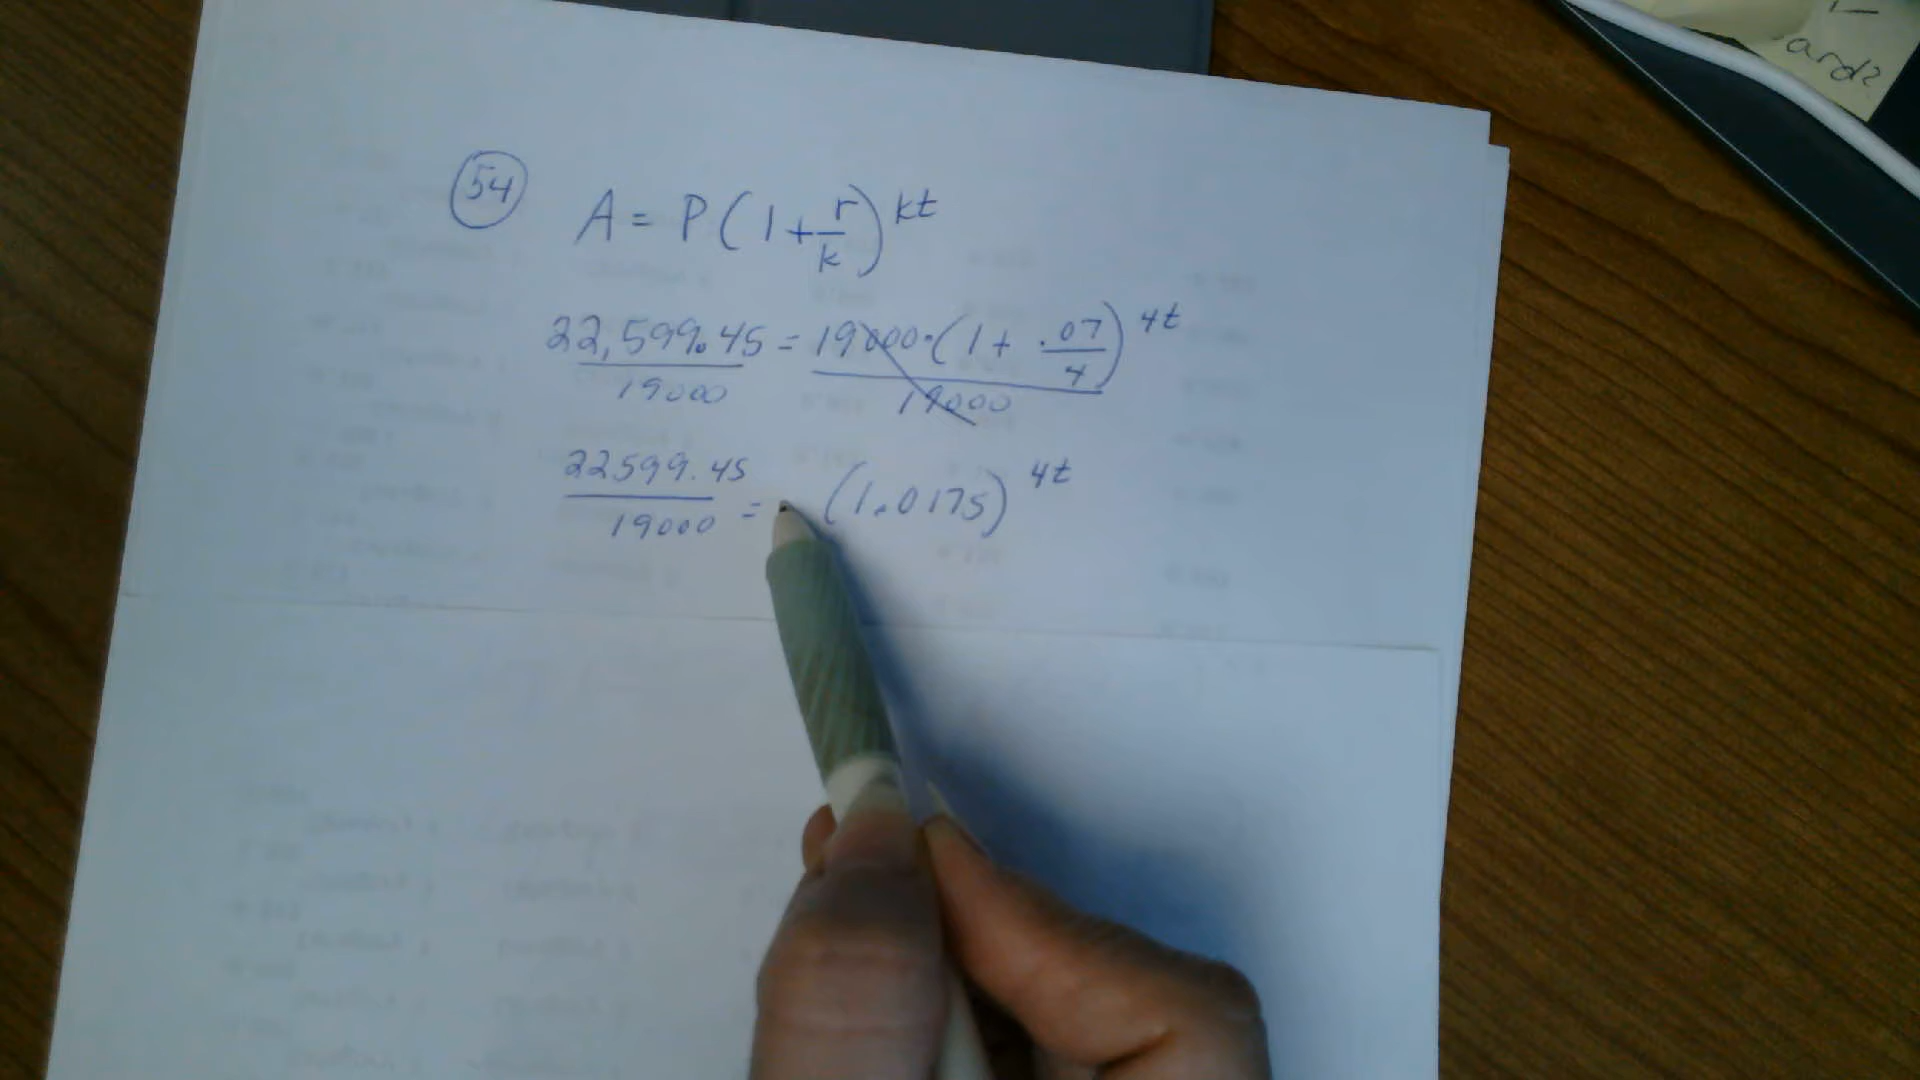 ard?
54 A = P(1+r/k)^kt
22,599.45/19000 = 19000·(1+ .07/4)^4t/19000
22599.45/19000 = (1.0175)^4t